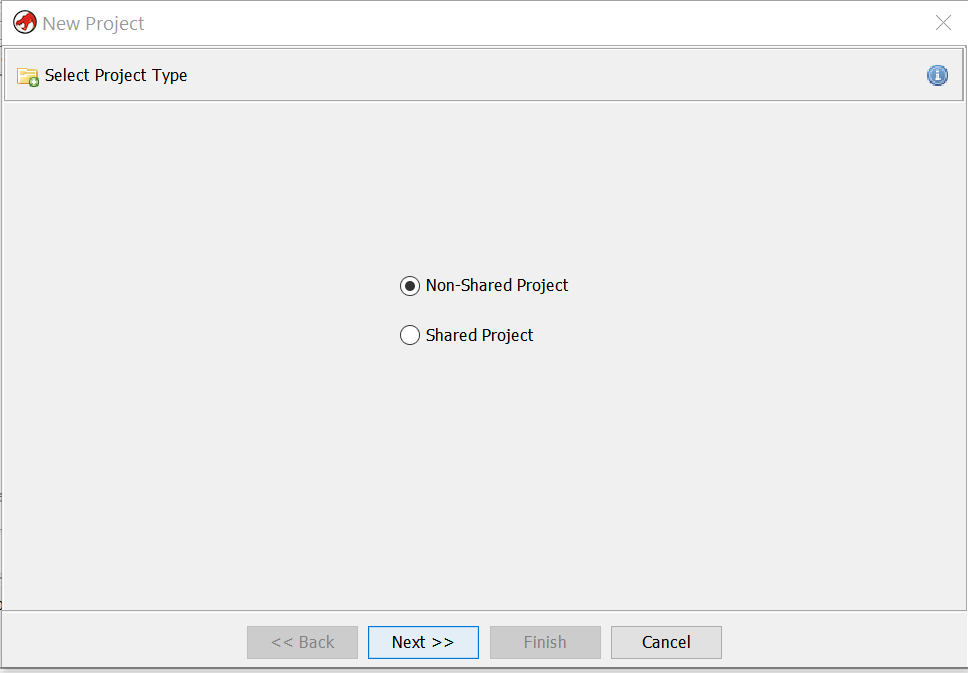 New Project
Select Project Type
Non-Shared Project
Shared Project
<< Back Next >> Finish Cancel